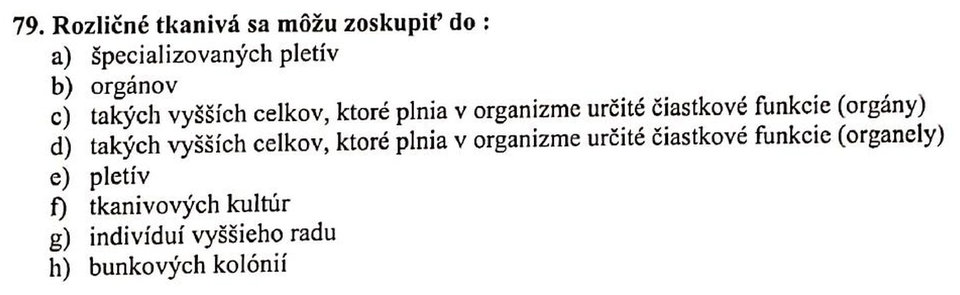 79. Rozličné tkanivá sa môžu zoskupiť do :
a) špecializovaných pletív
b) orgánov
c) takých vyšších celkov, ktoré plnia v organizme určité čiastkové funkcie (orgány)
d) takých vyšších celkov, ktoré plnia v organizme určité čiastkové funkcie (organely)
e) pletív
f) tkanivových kultúr
g) indivíduí vyššieho radu
h) bunkových kolónií